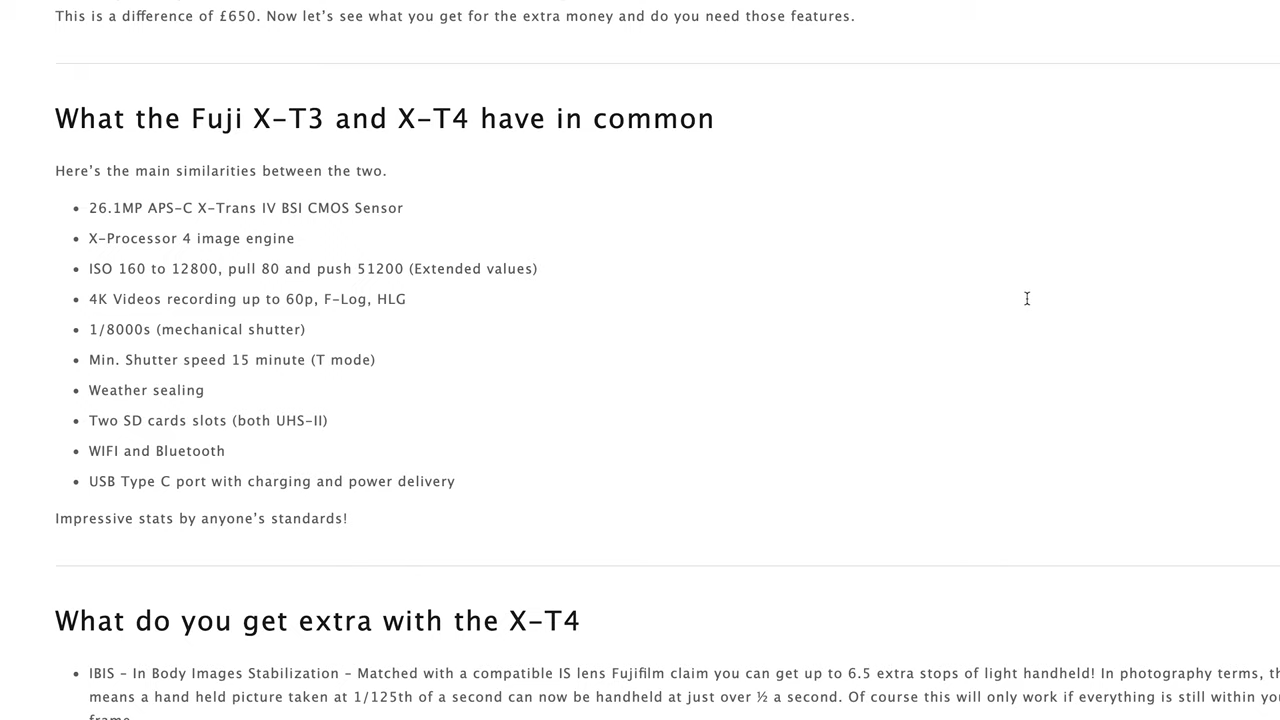 This is a difference of £650. Now let’s see what you get for the extra money and do you need those features.
What the Fuji X-T3 and X-T4 have in common
Here’s the main similarities between the two.
• 26.1MP APS-C X-Trans IV BSI CMOS Sensor
• X-Processor 4 image engine
• ISO 160 to 12800, pull 80 and push 51200 (Extended values)
• 4K Videos recording up to 60p, F-Log, HLG
• 1/8000s (mechanical shutter)
• Min. Shutter speed 15 minute (T mode)
• Weather sealing
• Two SD cards slots (both UHS-II)
• WIFI and Bluetooth
• USB Type C port with charging and power delivery
Impressive stats by anyone’s standards!
What do you get extra with the X-T4
• IBIS – In Body Images Stabilization – Matched with a compatible IS lens Fujifilm claim you can get up to 6.5 extra stops of light handheld! In photography terms,
means a hand held picture taken at 1/125th of a second can now be handheld at just over ½ a second. Of course this will only work if everything is still within
frame